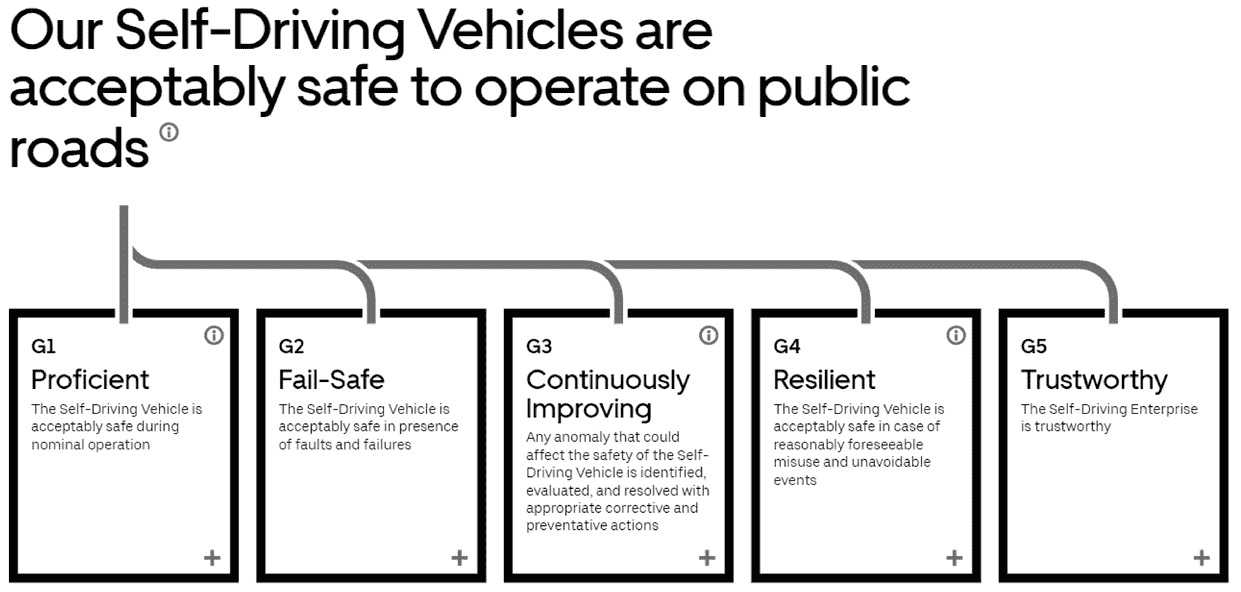 Our Self-Driving Vehicles are
acceptably safe to operate on public
roads
G1
Proficient
The Self-Driving Vehicle is
acceptably safe during
nominal operation
G2
Fail-Safe
The Self-Driving Vehicle is
acceptably safe in presence
of faults and failures
G3
Continuously
Improving
Any anomaly that could
affect the safety of the Self-
Driving Vehicle is identified,
evaluated, and resolved with
appropriate corrective and
preventative actions
G4
Resilient
The Self-Driving Vehicle is
acceptably safe in case of
reasonably foreseeable
misuse and unavoidable
events
G5
Trustworthy
The Self-Driving Enterprise
is trustworthy